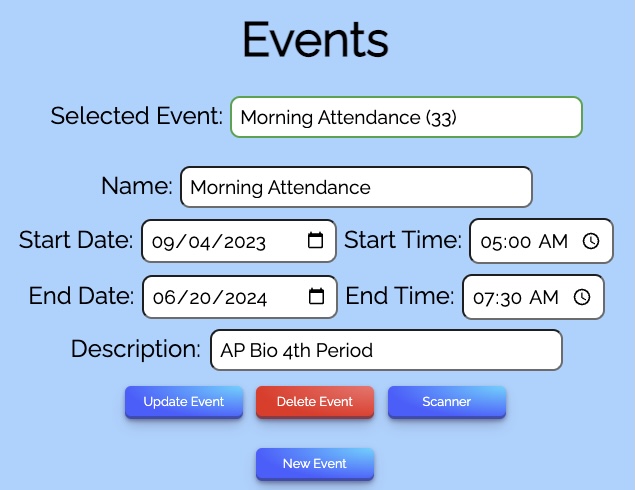 Events
Selected Event: Morning Attendance (33)
Name: Morning Attendance
Start Date: 09/04/2023 Start Time: 05:00 AM
End Date: 06/20/2024 End Time: 07:30 AM
Description: AP Bio 4th Period
Update Event Delete Event Scanner
New Event